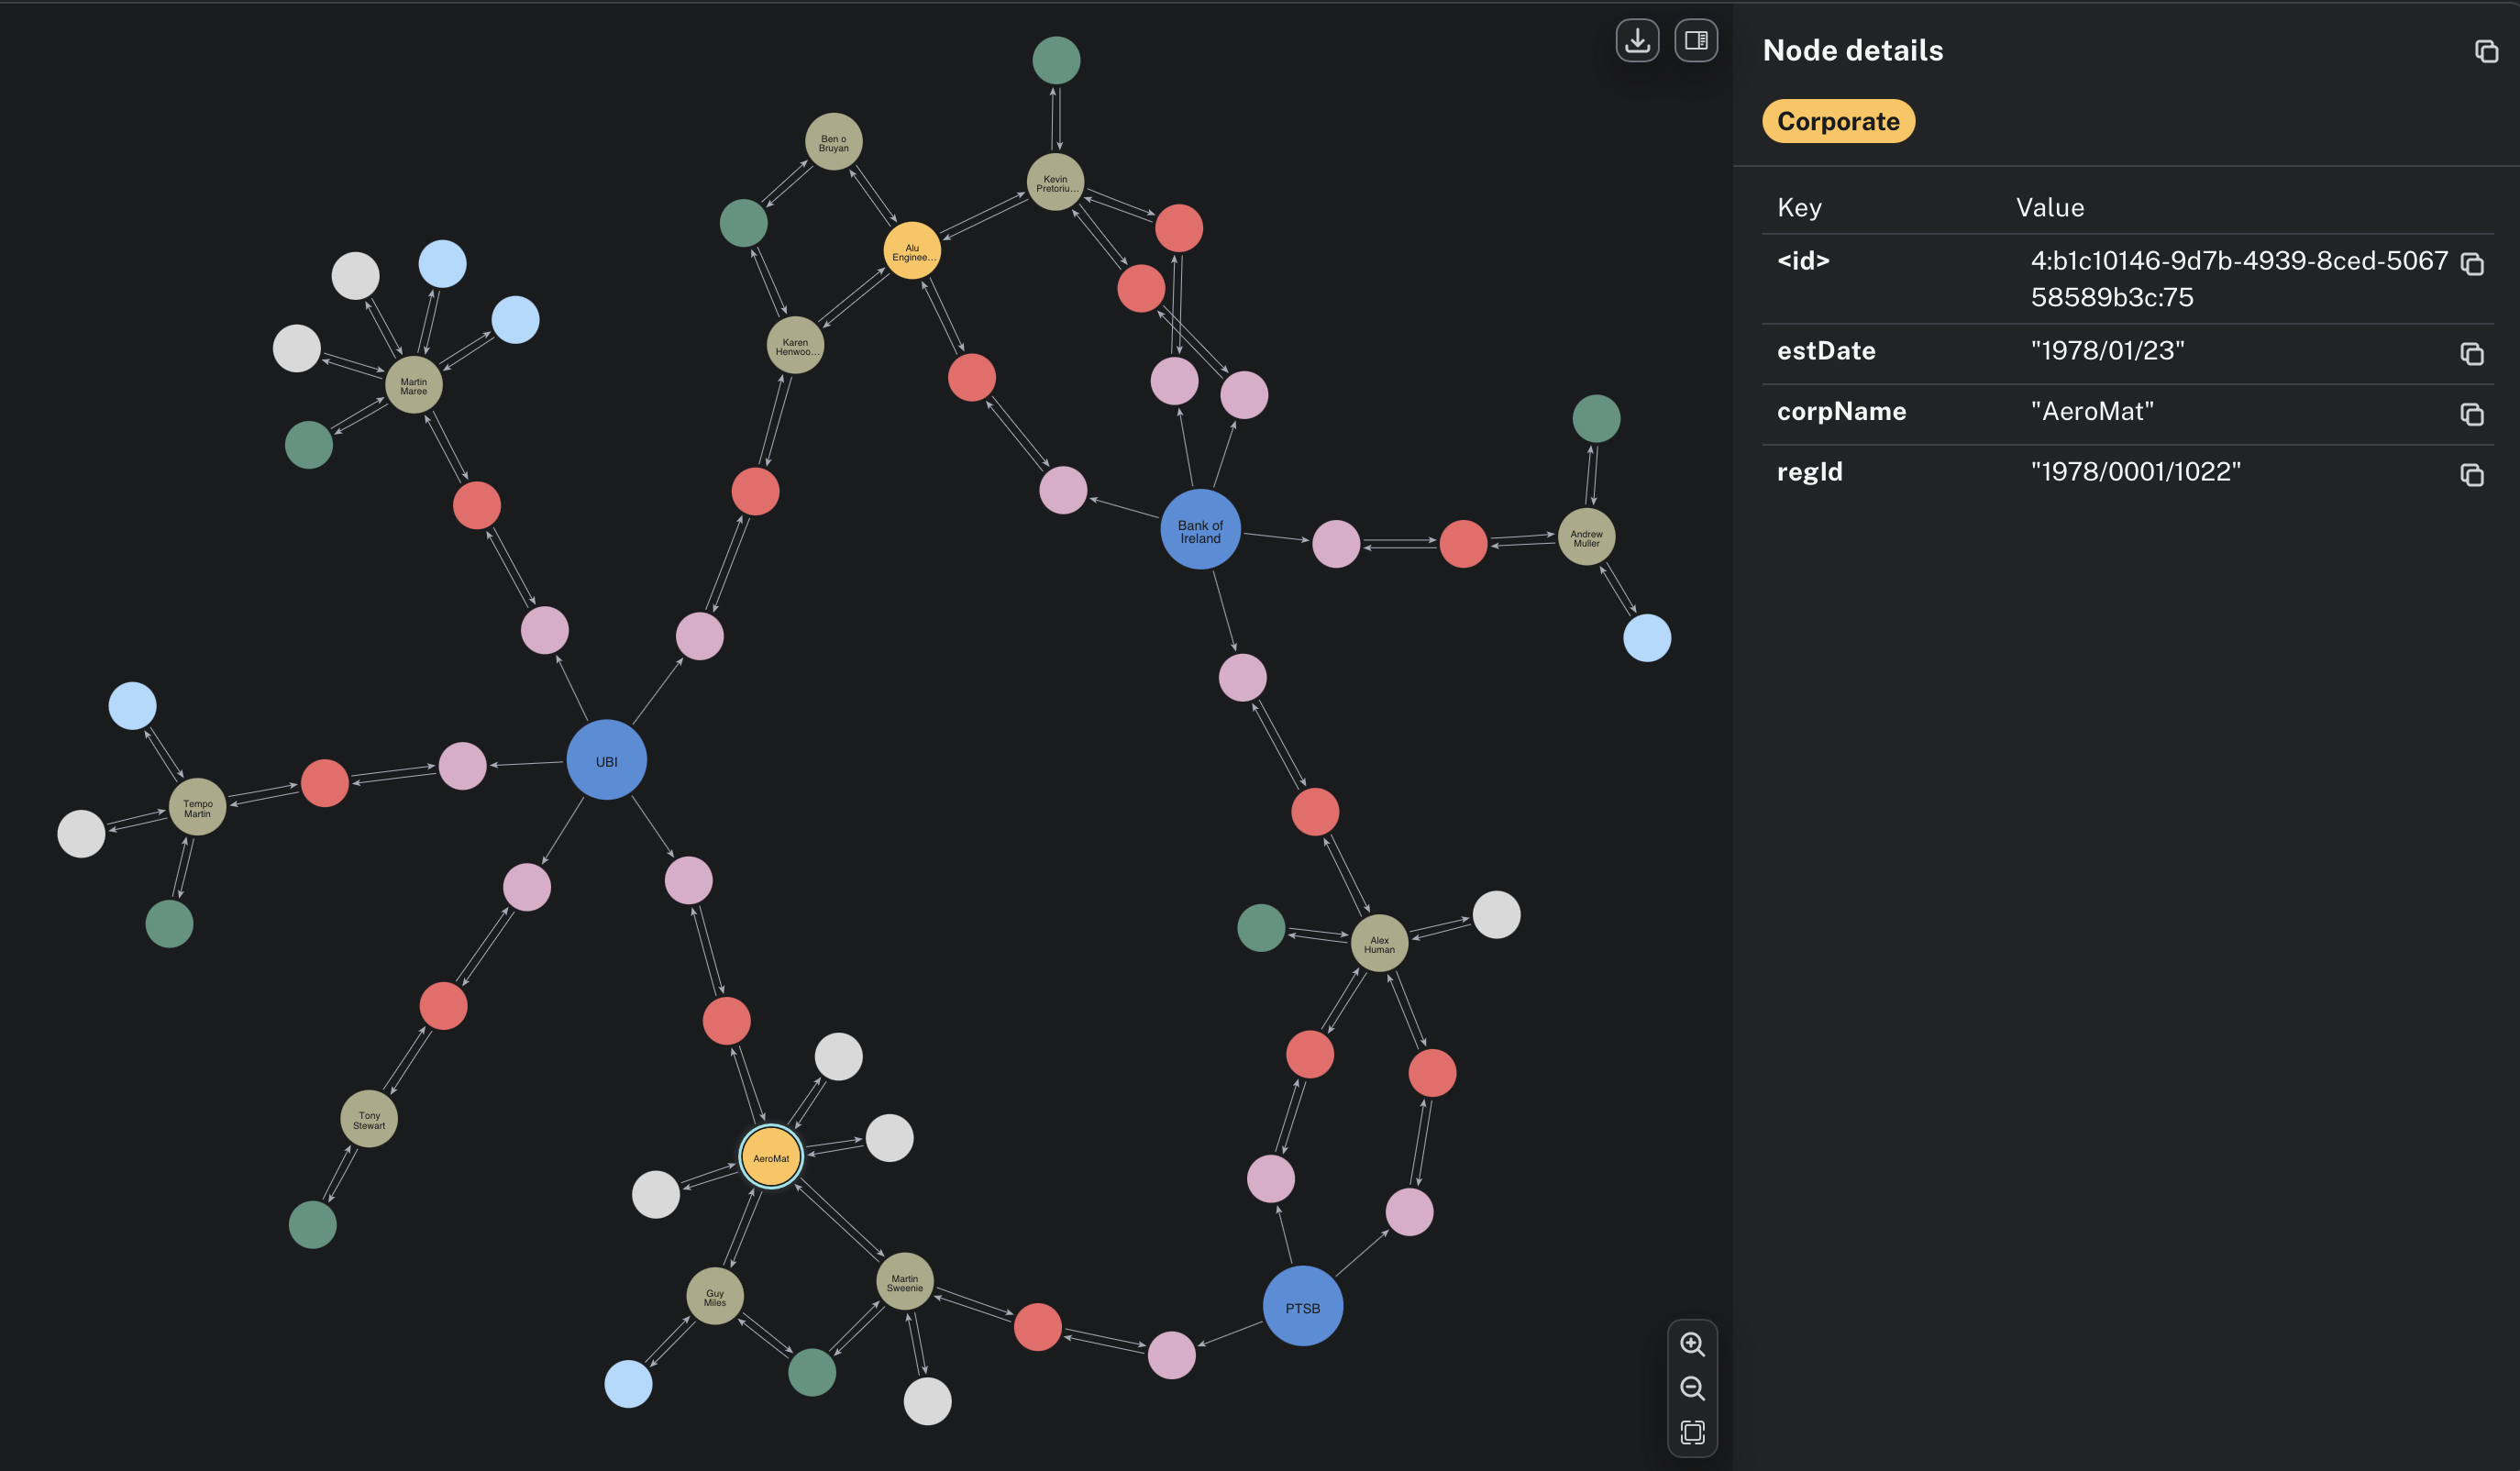 Ben o
Bruyan
Kevin
Pretoriu...
Alu
Enginee...
Karen
Henwoo...
Martin
Maree
Bank of
Ireland
Andrew
Muller
UBI
Tempo
Martin
Alex
Human
Tony
Stewart
AeroMat
Guy
Miles
Martin
Sweenie
PTSB
Node details
Corporate
Key Value
<id> 4:b1c10146-9d7b-4939-8ced-5067
58589b3c:75
estDate "1978/01/23"
corpName "AeroMat"
regId "1978/0001/1022"